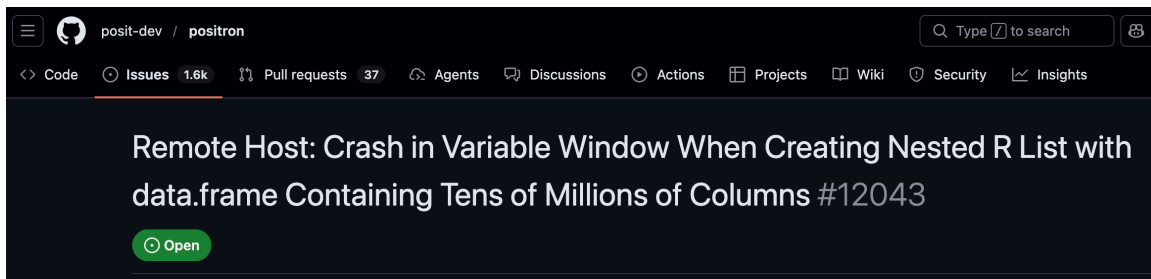 posit-dev / positron
Type / to search
<> Code Issues 1.6k Pull requests 37 Agents Discussions Actions Projects Wiki Security Insights
Remote Host: Crash in Variable Window When Creating Nested R List with
data.frame Containing Tens of Millions of Columns #12043
Open